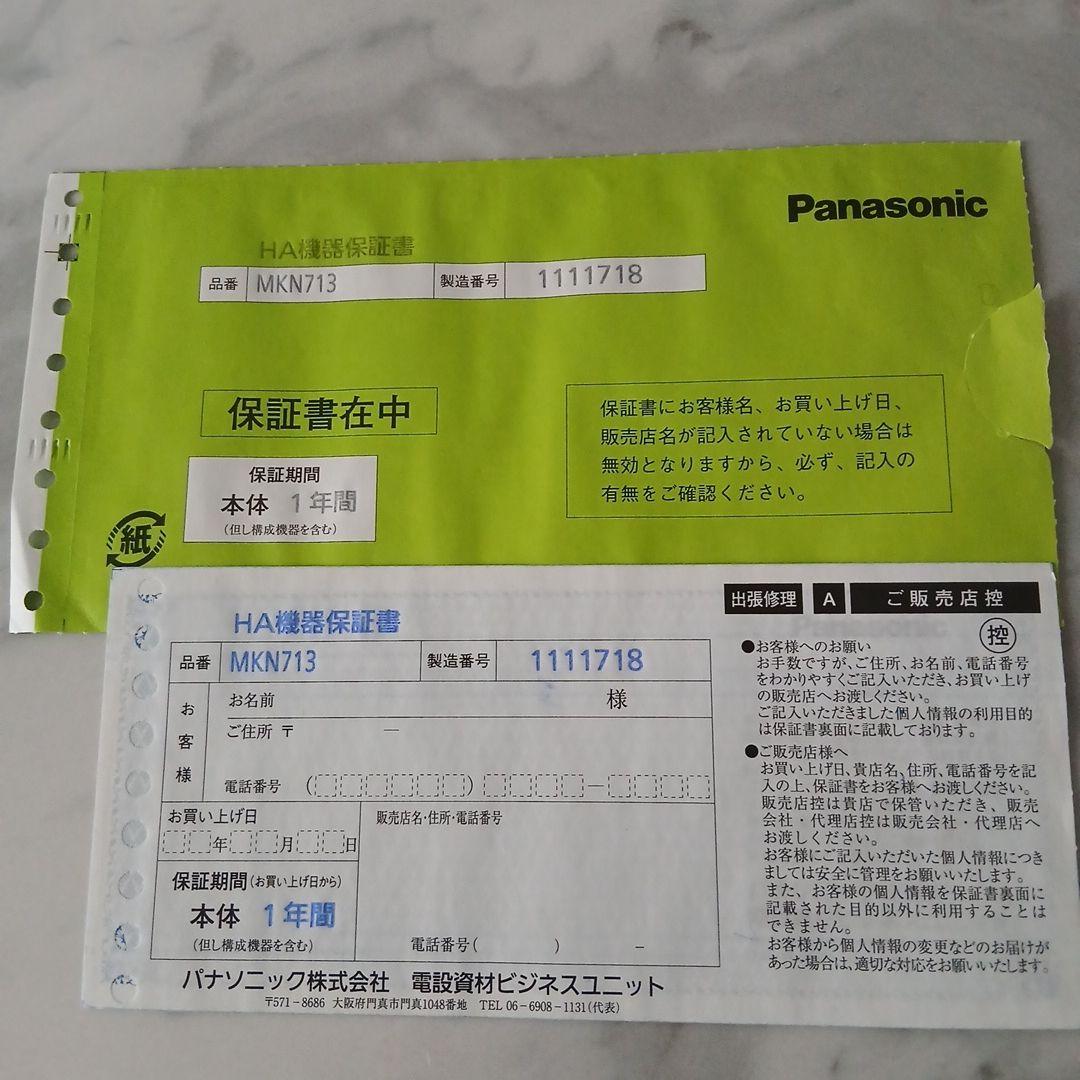 Panasonic
HA機器保証書
品番 MKN713 製造番号 1111718
保証書在中
保証期間
本体 1年間
(但し構成機器を含む)
紙
保証書にお客様名、お買い上げ日、
販売店名が記入されていない場合は
無効となりますから、必ず、記入の
有無をご確認ください。
出張修理 A ご販売店控
控
HA機器保証書
品番 MKN713 製造番号 1111718
お客様
お名前 様
ご住所 〒 ―
電話番号 ( ) ―
お買い上げ日
年 月 日
保証期間(お買い上げ日から)
本体 1年間
(但し構成機器を含む)
販売店名・住所・電話番号
電話番号( ) −
●お客様へのお願い
お手数ですが、ご住所、お名前、電話番号
をわかりやすくご記入いただき、お買い上げ
の販売店へお渡しください。
ご記入いただきました個人情報の利用目的
は保証書裏面に記載しております。
●ご販売店様へ
お買い上げ日、貴店名、住所、電話番号を記
入の上、保証書をお客様へお渡しください。
販売店控は貴店で保管いただき、販売
会社・代理店控は販売会社・代理店へ
お渡しください。
お客様にご記入いただいた個人情報につき
ましては安全に管理をお願いいたします。
また、お客様の個人情報を保証書裏面に
記載された目的以外に利用することは
できません。
お客様から個人情報の変更などのお届けが
あった場合は、適切な対応をお願いいたします。
パナソニック株式会社 電設資材ビジネスユニット
〒571−8686 大阪府門真市門真1048番地 TEL 06−6908−1131(代表)